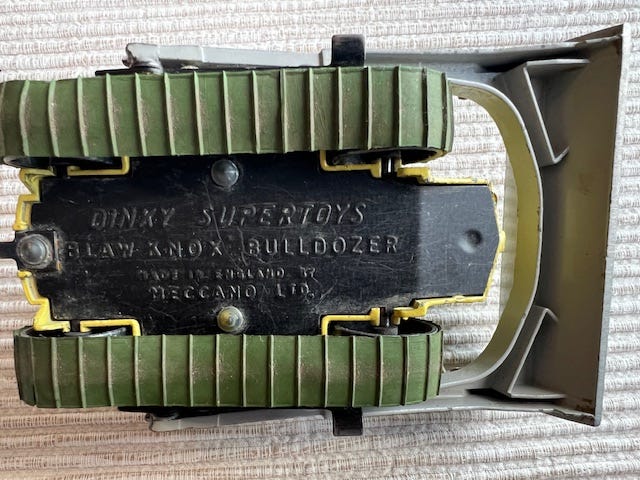 DINKY SUPERTOYS
BLAW KNOX BULLDOZER
MADE IN ENGLAND BY
MECCANO LTD.